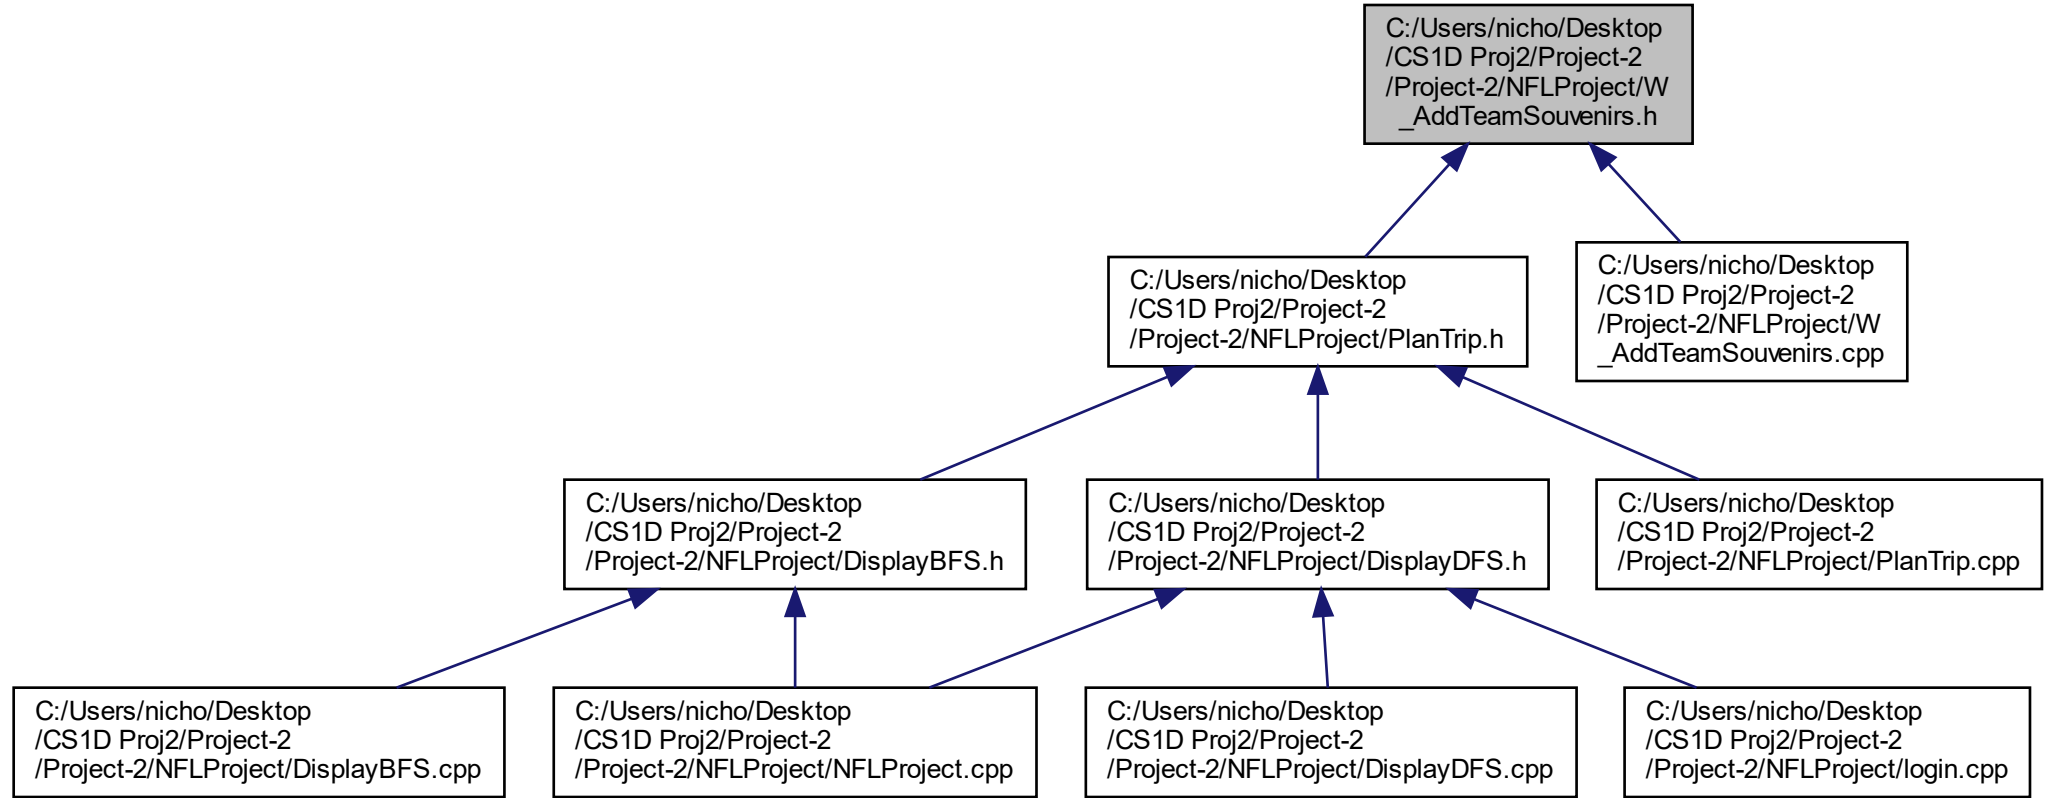 C:/Users/nicho/Desktop
/CS1D Proj2/Project-2
/Project-2/NFLProject/W
_AddTeamSouvenirs.h
C:/Users/nicho/Desktop
/CS1D Proj2/Project-2
/Project-2/NFLProject/PlanTrip.h
C:/Users/nicho/Desktop
/CS1D Proj2/Project-2
/Project-2/NFLProject/W
_AddTeamSouvenirs.cpp
C:/Users/nicho/Desktop
/CS1D Proj2/Project-2
/Project-2/NFLProject/DisplayBFS.h
C:/Users/nicho/Desktop
/CS1D Proj2/Project-2
/Project-2/NFLProject/DisplayDFS.h
C:/Users/nicho/Desktop
/CS1D Proj2/Project-2
/Project-2/NFLProject/PlanTrip.cpp
C:/Users/nicho/Desktop
/CS1D Proj2/Project-2
/Project-2/NFLProject/DisplayBFS.cpp
C:/Users/nicho/Desktop
/CS1D Proj2/Project-2
/Project-2/NFLProject/NFLProject.cpp
C:/Users/nicho/Desktop
/CS1D Proj2/Project-2
/Project-2/NFLProject/DisplayDFS.cpp
C:/Users/nicho/Desktop
/CS1D Proj2/Project-2
/Project-2/NFLProject/login.cpp